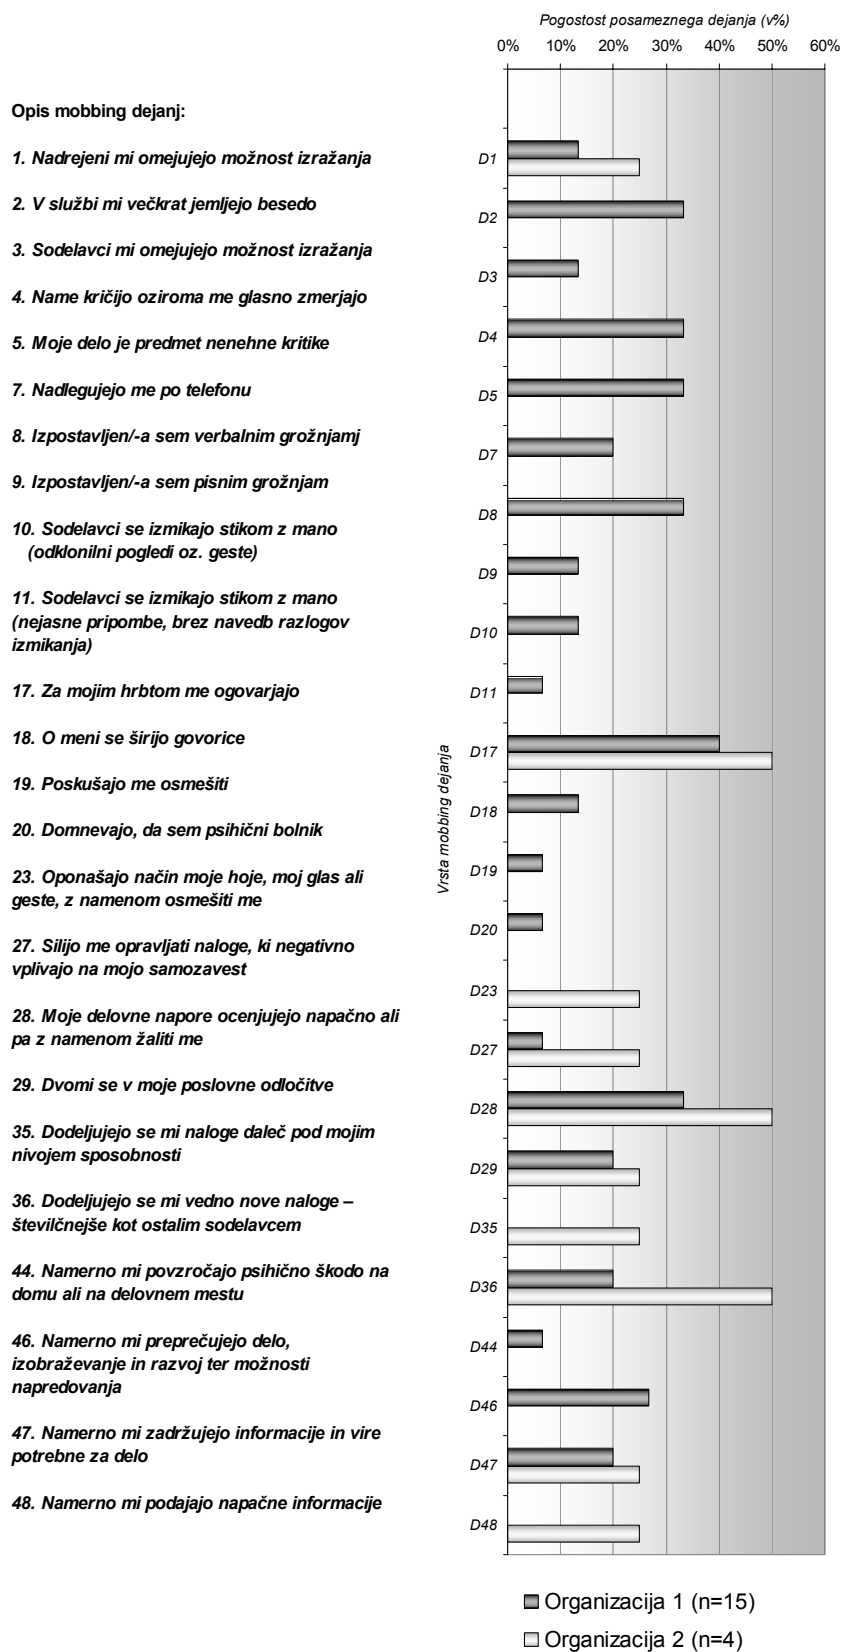 Pogostost posameznega dejanja (v%)
0% 10% 20% 30% 40% 50% 60%
Opis mobbing dejanj:
1. Nadrejeni mi omejujejo možnost izražanja
2. V službi mi večkrat jemljejo besedo
3. Sodelavci mi omejujejo možnost izražanja
4. Name kričijo oziroma me glasno zmerjajo
5. Moje delo je predmet nenehne kritike
7. Nadlegujejo me po telefonu
8. Izpostavljen/-a sem verbalnim grožnjamj
9. Izpostavljen/-a sem pisnim grožnjam
10. Sodelavci se izmikajo stikom z mano
(odklonilni pogledi oz. geste)
11. Sodelavci se izmikajo stikom z mano
(nejasne pripombe, brez navedb razlogov
izmikanja)
17. Za mojim hrbtom me ogovarjajo
18. O meni se širijo govorice
19. Poskušajo me osmešiti
20. Domnevajo, da sem psihični bolnik
23. Oponašajo način moje hoje, moj glas ali
geste, z namenom osmešiti me
27. Silijo me opravljati naloge, ki negativno
vplivajo na mojo samozavest
28. Moje delovne napore ocenjujejo napačno ali
pa z namenom žaliti me
29. Dvomi se v moje poslovne odločitve
35. Dodeljujejo se mi naloge daleč pod mojim
nivojem sposobnosti
36. Dodeljujejo se mi vedno nove naloge –
številčnejše kot ostalim sodelavcem
44. Namerno mi povzročajo psihično škodo na
domu ali na delovnem mestu
46. Namerno mi preprečujejo delo,
izobraževanje in razvoj ter možnosti
napredovanja
47. Namerno mi zadržujejo informacije in vire
potrebne za delo
48. Namerno mi podajajo napačne informacije
Vrsta mobbing dejanja
D1
D2
D3
D4
D5
D7
D8
D9
D10
D11
D17
D18
D19
D20
D23
D27
D28
D29
D35
D36
D44
D46
D47
D48
Organizacija 1 (n=15)
Organizacija 2 (n=4)